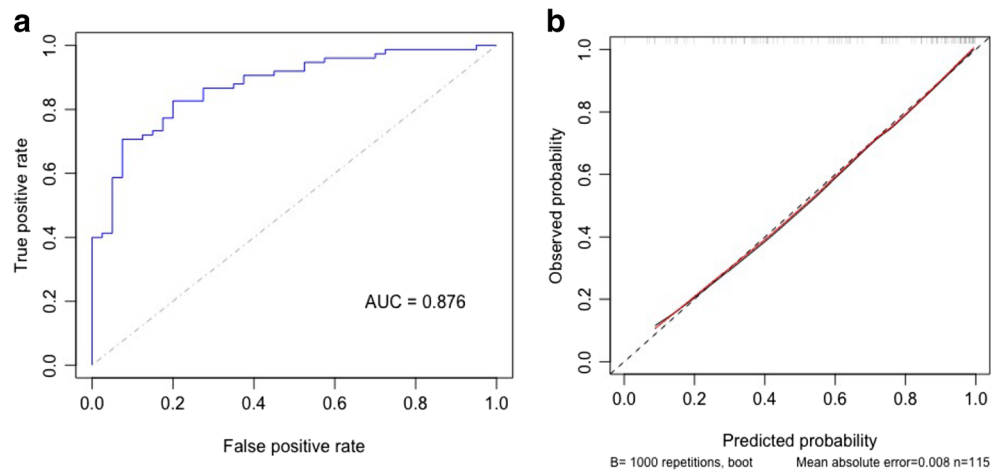 a
True positive rate
1.0
0.8
0.6
0.4
0.2
0.0
AUC = 0.876
0.0 0.2 0.4 0.6 0.8 1.0
False positive rate
b
Observed probability
1.0
0.8
0.6
0.4
0.2
0.0
0.0 0.2 0.4 0.6 0.8 1.0
Predicted probability
B= 1000 repetitions, boot Mean absolute error=0.008 n=115